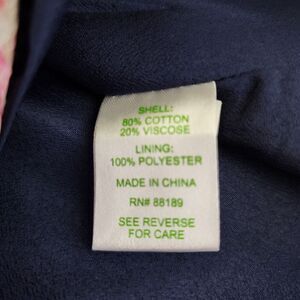 SHELL:
80% COTTON
20% VISCOSE
LINING:
100% POLYESTER
MADE IN CHINA
RN# 88189
SEE REVERSE
FOR CARE